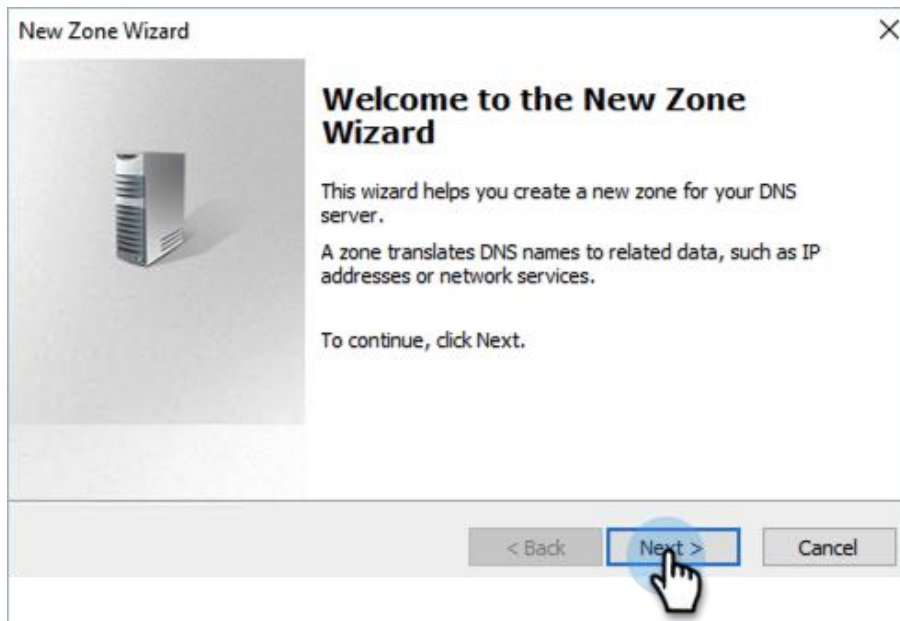 New Zone Wizard
Welcome to the New Zone
Wizard
This wizard helps you create a new zone for your DNS
server.
A zone translates DNS names to related data, such as IP
addresses or network services.
To continue, click Next.
< Back
Next >
Cancel